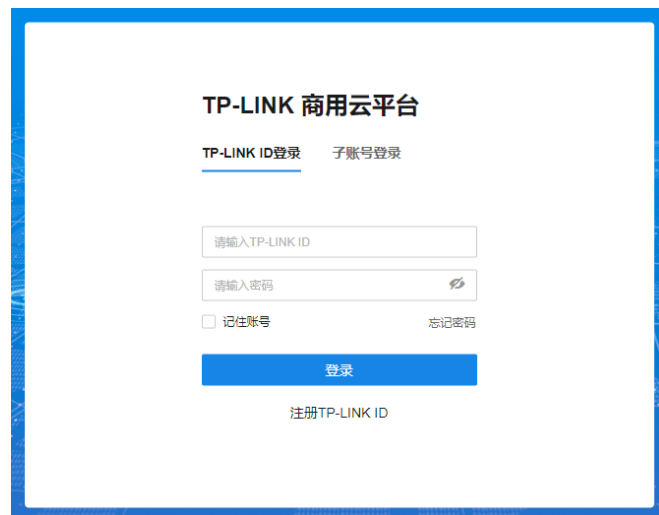 TP-LINK 商用云平台
TP-LINK ID登录 子账号登录
请输入TP-LINK ID
请输入密码
记住账号 忘记密码
登录
注册TP-LINK ID